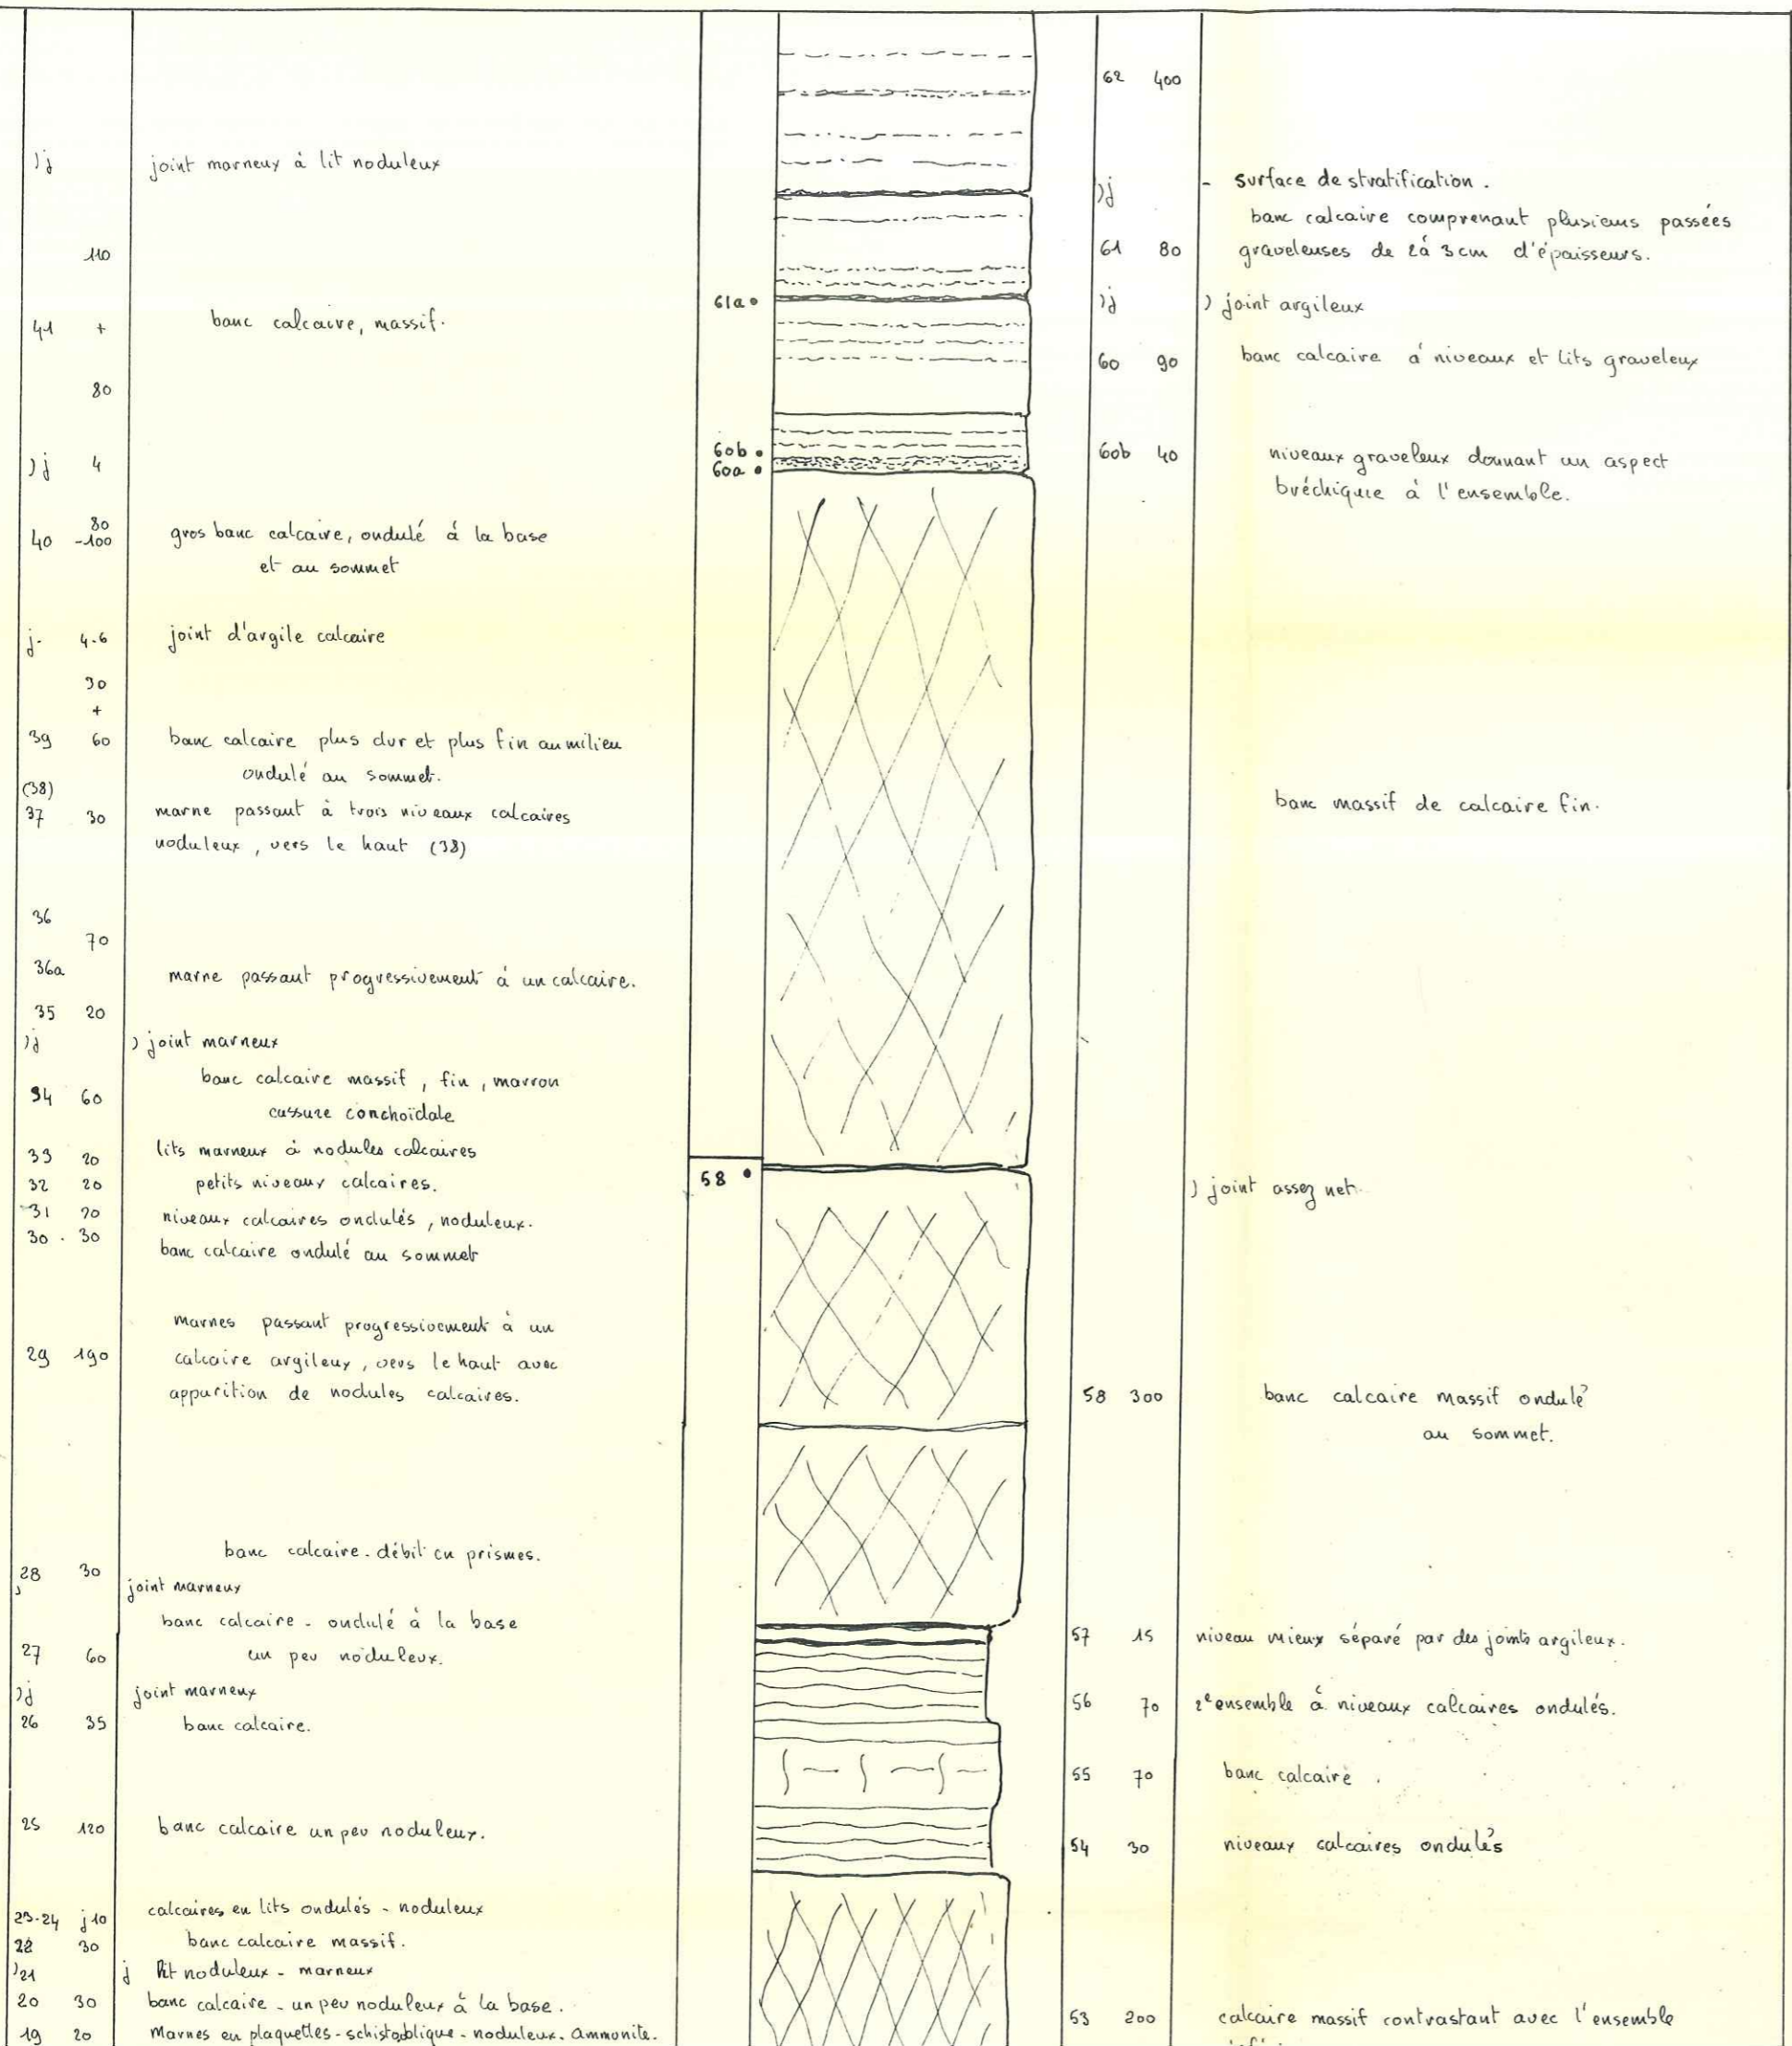 )j joint marneux à lit noduleux
110
41 + banc calcaire, massif.
80
)j 4
80
40 -100 gros banc calcaire, ondulé à la base
et au sommet
j- 4-6 joint d'argile calcaire
30
+
39 60 banc calcaire plus dur et plus fin au milieu
ondulé au sommet.
(38)
37 30 marne passant à trois niveaux calcaires
noduleux, vers le haut (38)
36
70
36a marne passant progressivement à un calcaire.
35 20
)j ) joint marneux
banc calcaire massif, fin, marron
34 60 cassure conchoïdale
33 20 lits marneux à nodules calcaires
32 20 petits niveaux calcaires.
31 20 niveaux calcaires ondulés, noduleux.
30 . 30 banc calcaire ondulé au sommet
marnes passant progressivement à un
29 190 calcaire argileux, vers le haut avec
apparition de nodules calcaires.
banc calcaire - débit en prismes.
28 30
joint marneux
banc calcaire - ondulé à la base
27 60 un peu noduleux.
)j joint marneux
26 35 banc calcaire.
25 120 banc calcaire un peu noduleux.
23-24 j10 calcaires en lits ondulés - noduleux
22 30 banc calcaire massif.
)21 j lit noduleux - marneux
20 30 banc calcaire - un peu noduleux à la base.
19 20 Marnes en plaquettes - noduleux. Ammonite.
61a
60b
60a
58
62 400
)j - surface de stratification.
banc calcaire comprenant plusieurs passées
61 80 graveleuses de 2à 3 cm d'épaisseurs.
)j ) joint argileux
60 90 banc calcaire à niveaux et lits graveleux
60b 40 niveaux graveleux donnant un aspect
bréchique à l'ensemble.
banc massif de calcaire fin.
) joint assez net.
58 300 banc calcaire massif ondulé
au sommet.
57 15 niveau mieux séparé par des joints argileux.
56 70 2e ensemble à niveaux calcaires ondulés.
55 70 banc calcaire.
54 30 niveaux calcaires ondulés
53 200 calcaire massif contrastant avec l'ensemble